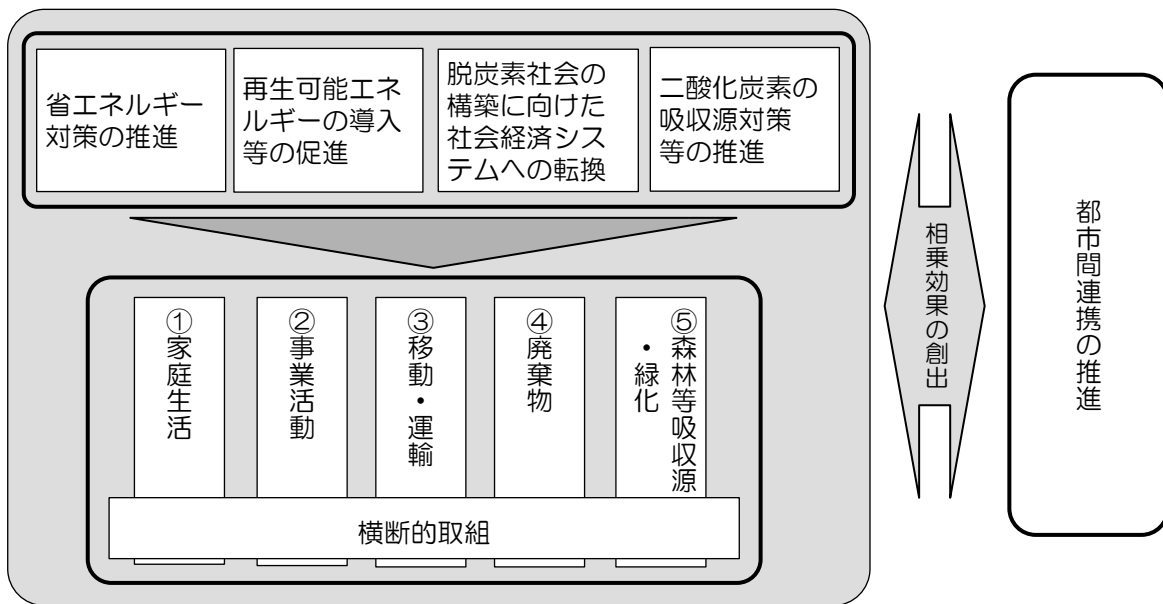 省エネルギー
対策の推進
再生可能エネ
ルギーの導入
等の促進
脱炭素社会の
構築に向けた
社会経済シス
テムへの転換
二酸化炭素の
吸収源対策
等の推進
①家庭生活
②事業活動
③移動・運輸
④廃棄物
⑤森林等吸収源
・緑化
横断的取組
相乗効果の創出
都市間連携の推進